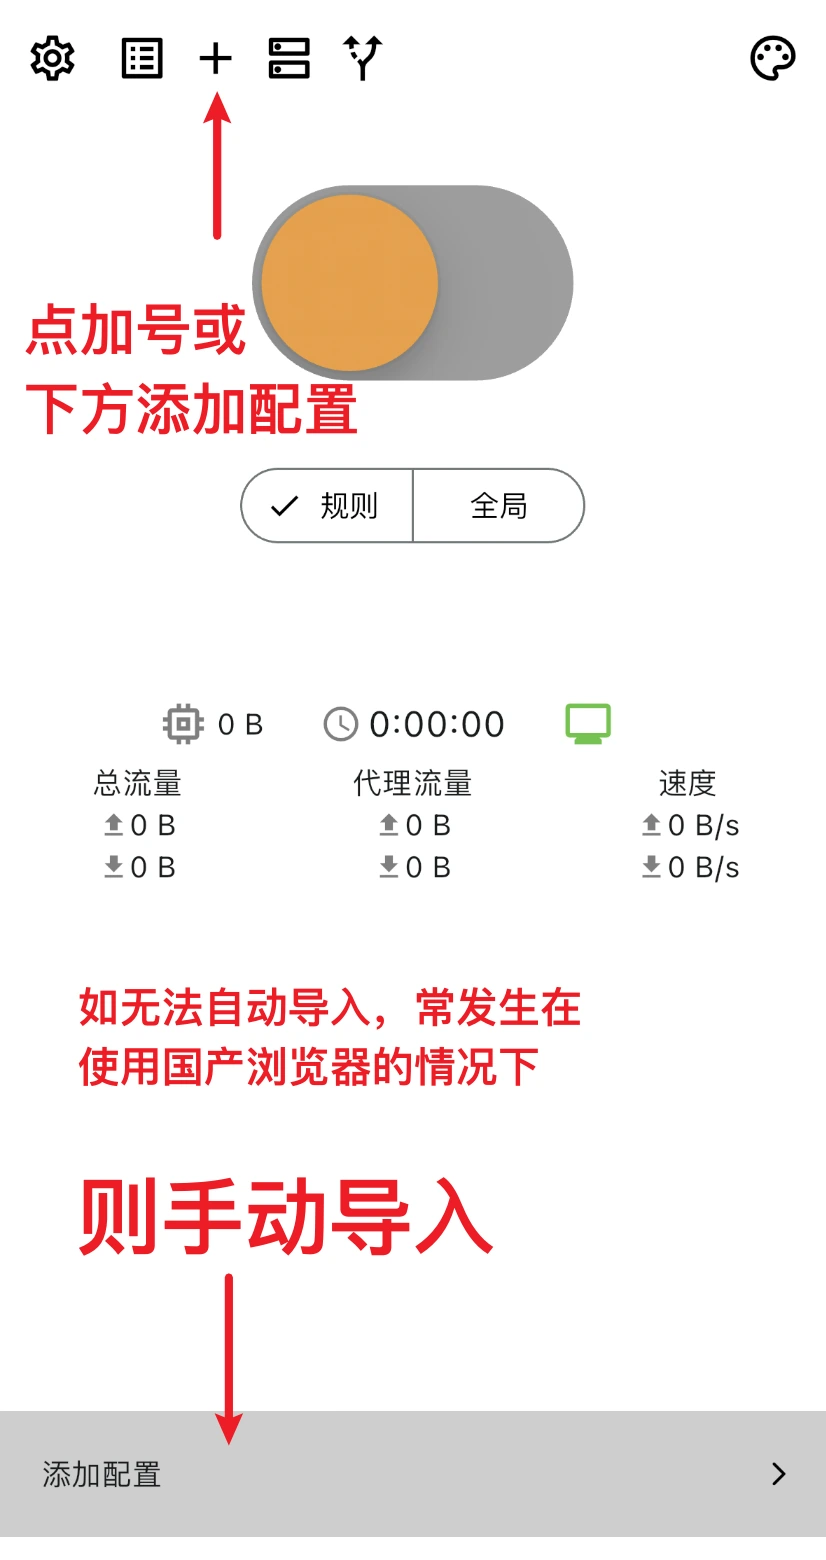 点加号或
下方添加配置
规则
全局
0 B
0:00:00
总流量
代理流量
速度
0 B
0 B
0 B/s
0 B
0 B
0 B/s
如无法自动导入，常发生在
使用国产浏览器的情况下
则手动导入
添加配置